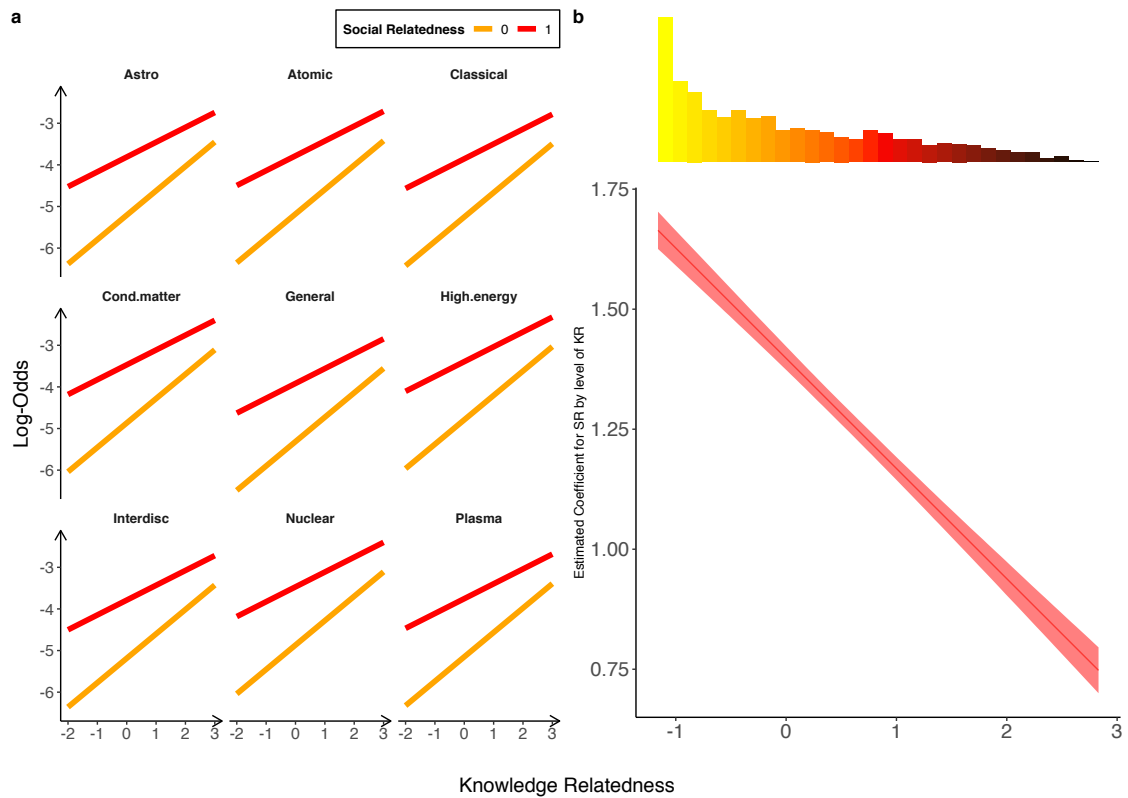 a
Social Relatedness 0 1
b
Astro Atomic Classical
-3
-4
-5
-6
Cond.matter General High.energy
-3
-4
-5
-6
Interdisc Nuclear Plasma
-3
-4
-5
-6
-2 -1 0 1 2 3 -2 -1 0 1 2 3 -2 -1 0 1 2 3
Log-Odds
1.75
1.50
1.25
1.00
0.75
-1 0 1 2 3
Estimated Coefficient for SR by level of KR
Knowledge Relatedness